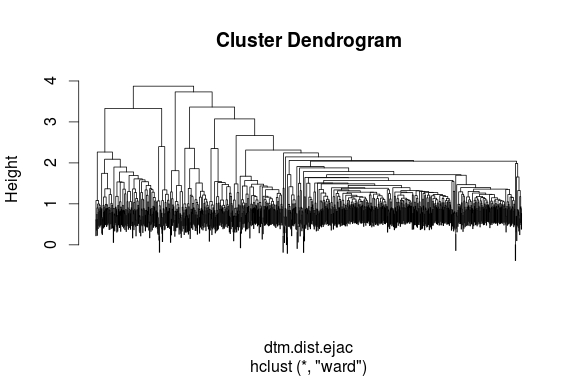 Cluster Dendrogram
Height
4
3
2
1
0
dtm.dist.ejac
hclust (*, "ward")